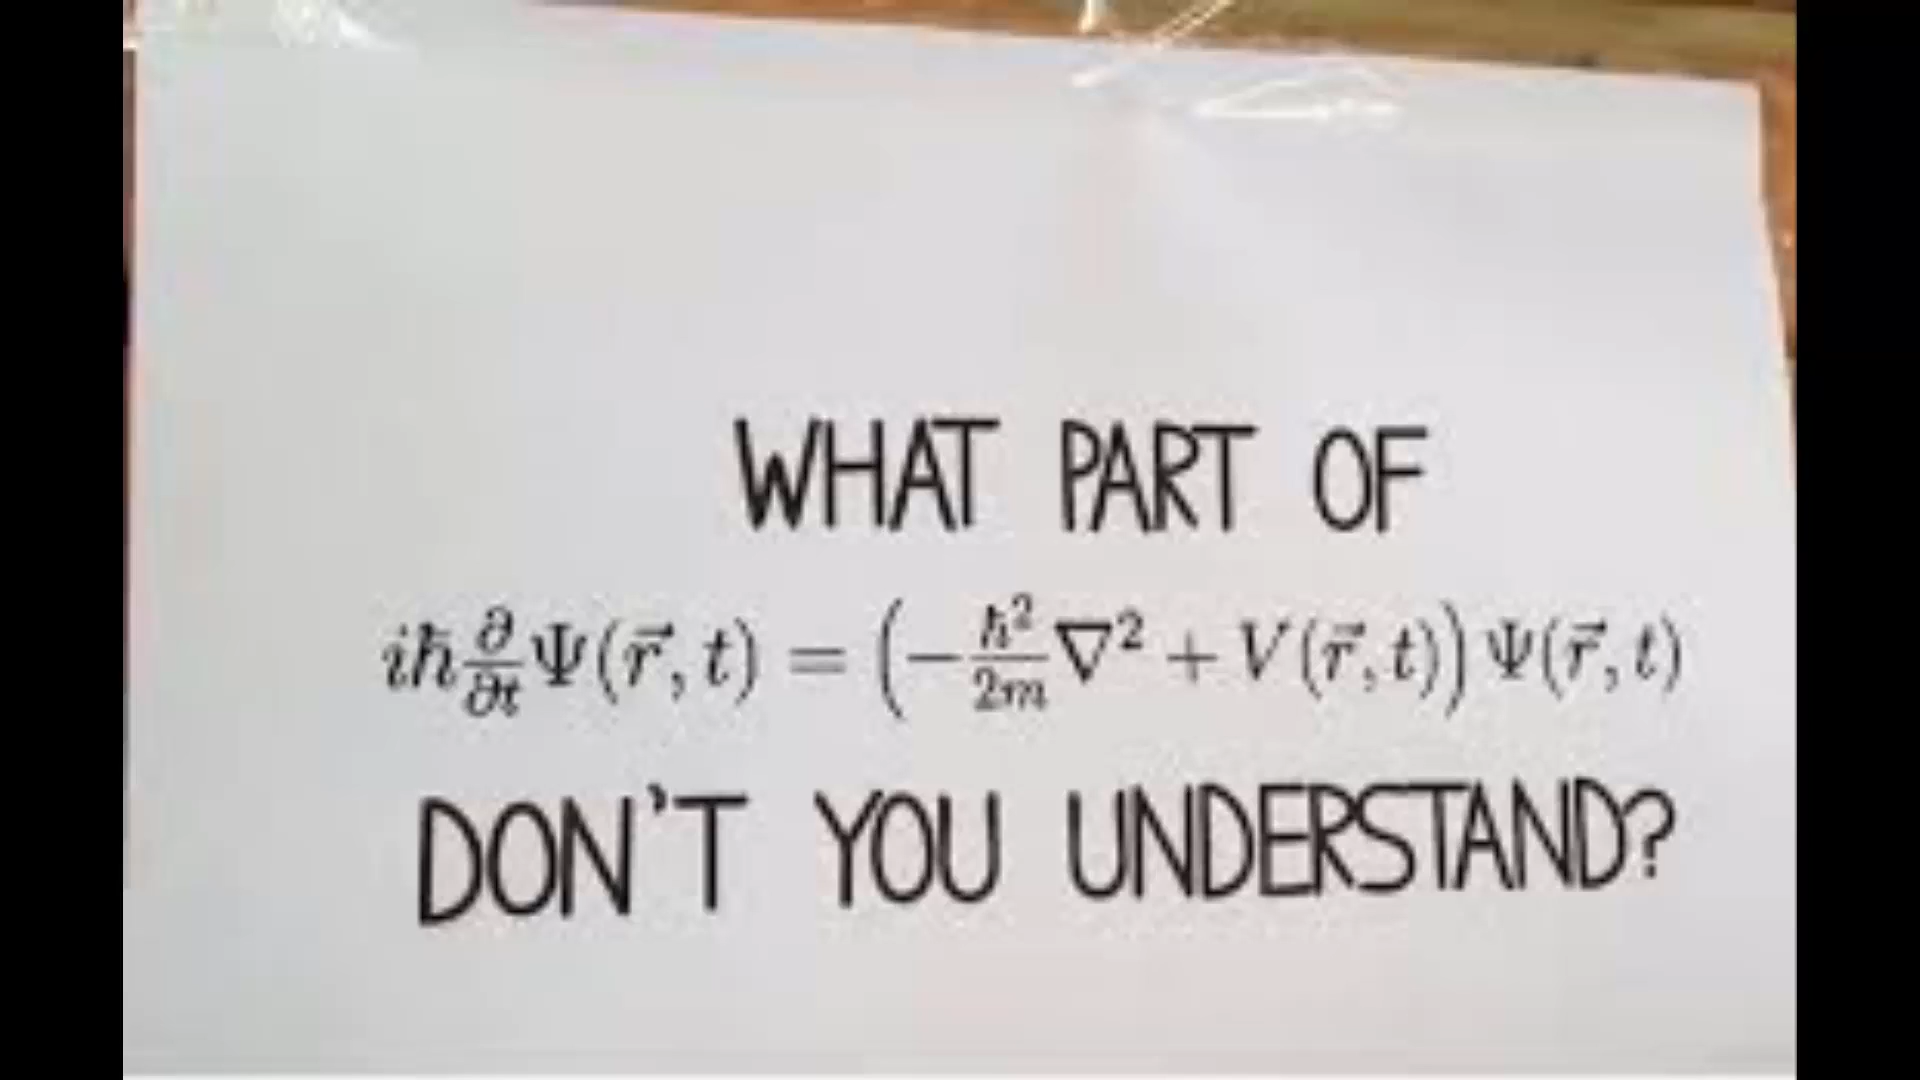 WHAT PART OF
iħ ∂/∂t Ψ(r⃗, t) = (−ħ²/2m ∇² + V(r⃗, t)) Ψ(r⃗, t)
DON'T YOU UNDERSTAND?